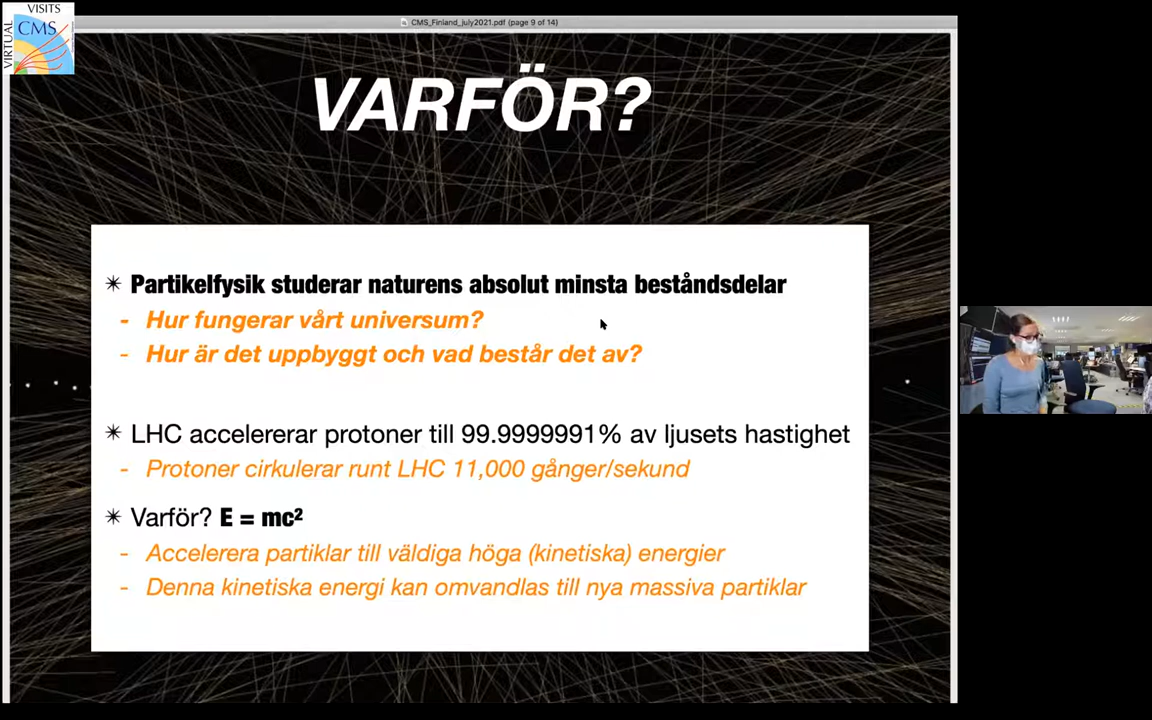 VISITS
VIRTUAL
CMS
CMS_Finland_july2021.pdf (page 9 of 14)
VARFÖR?
✴ Partikelfysik studerar naturens absolut minsta beståndsdelar
- Hur fungerar vårt universum?
- Hur är det uppbyggt och vad består det av?
✴ LHC accelererar protoner till 99.9999991% av ljusets hastighet
- Protoner cirkulerar runt LHC 11,000 gånger/sekund
✴ Varför? E = mc²
- Accelerera partiklar till väldiga höga (kinetiska) energier
- Denna kinetiska energi kan omvandlas till nya massiva partiklar